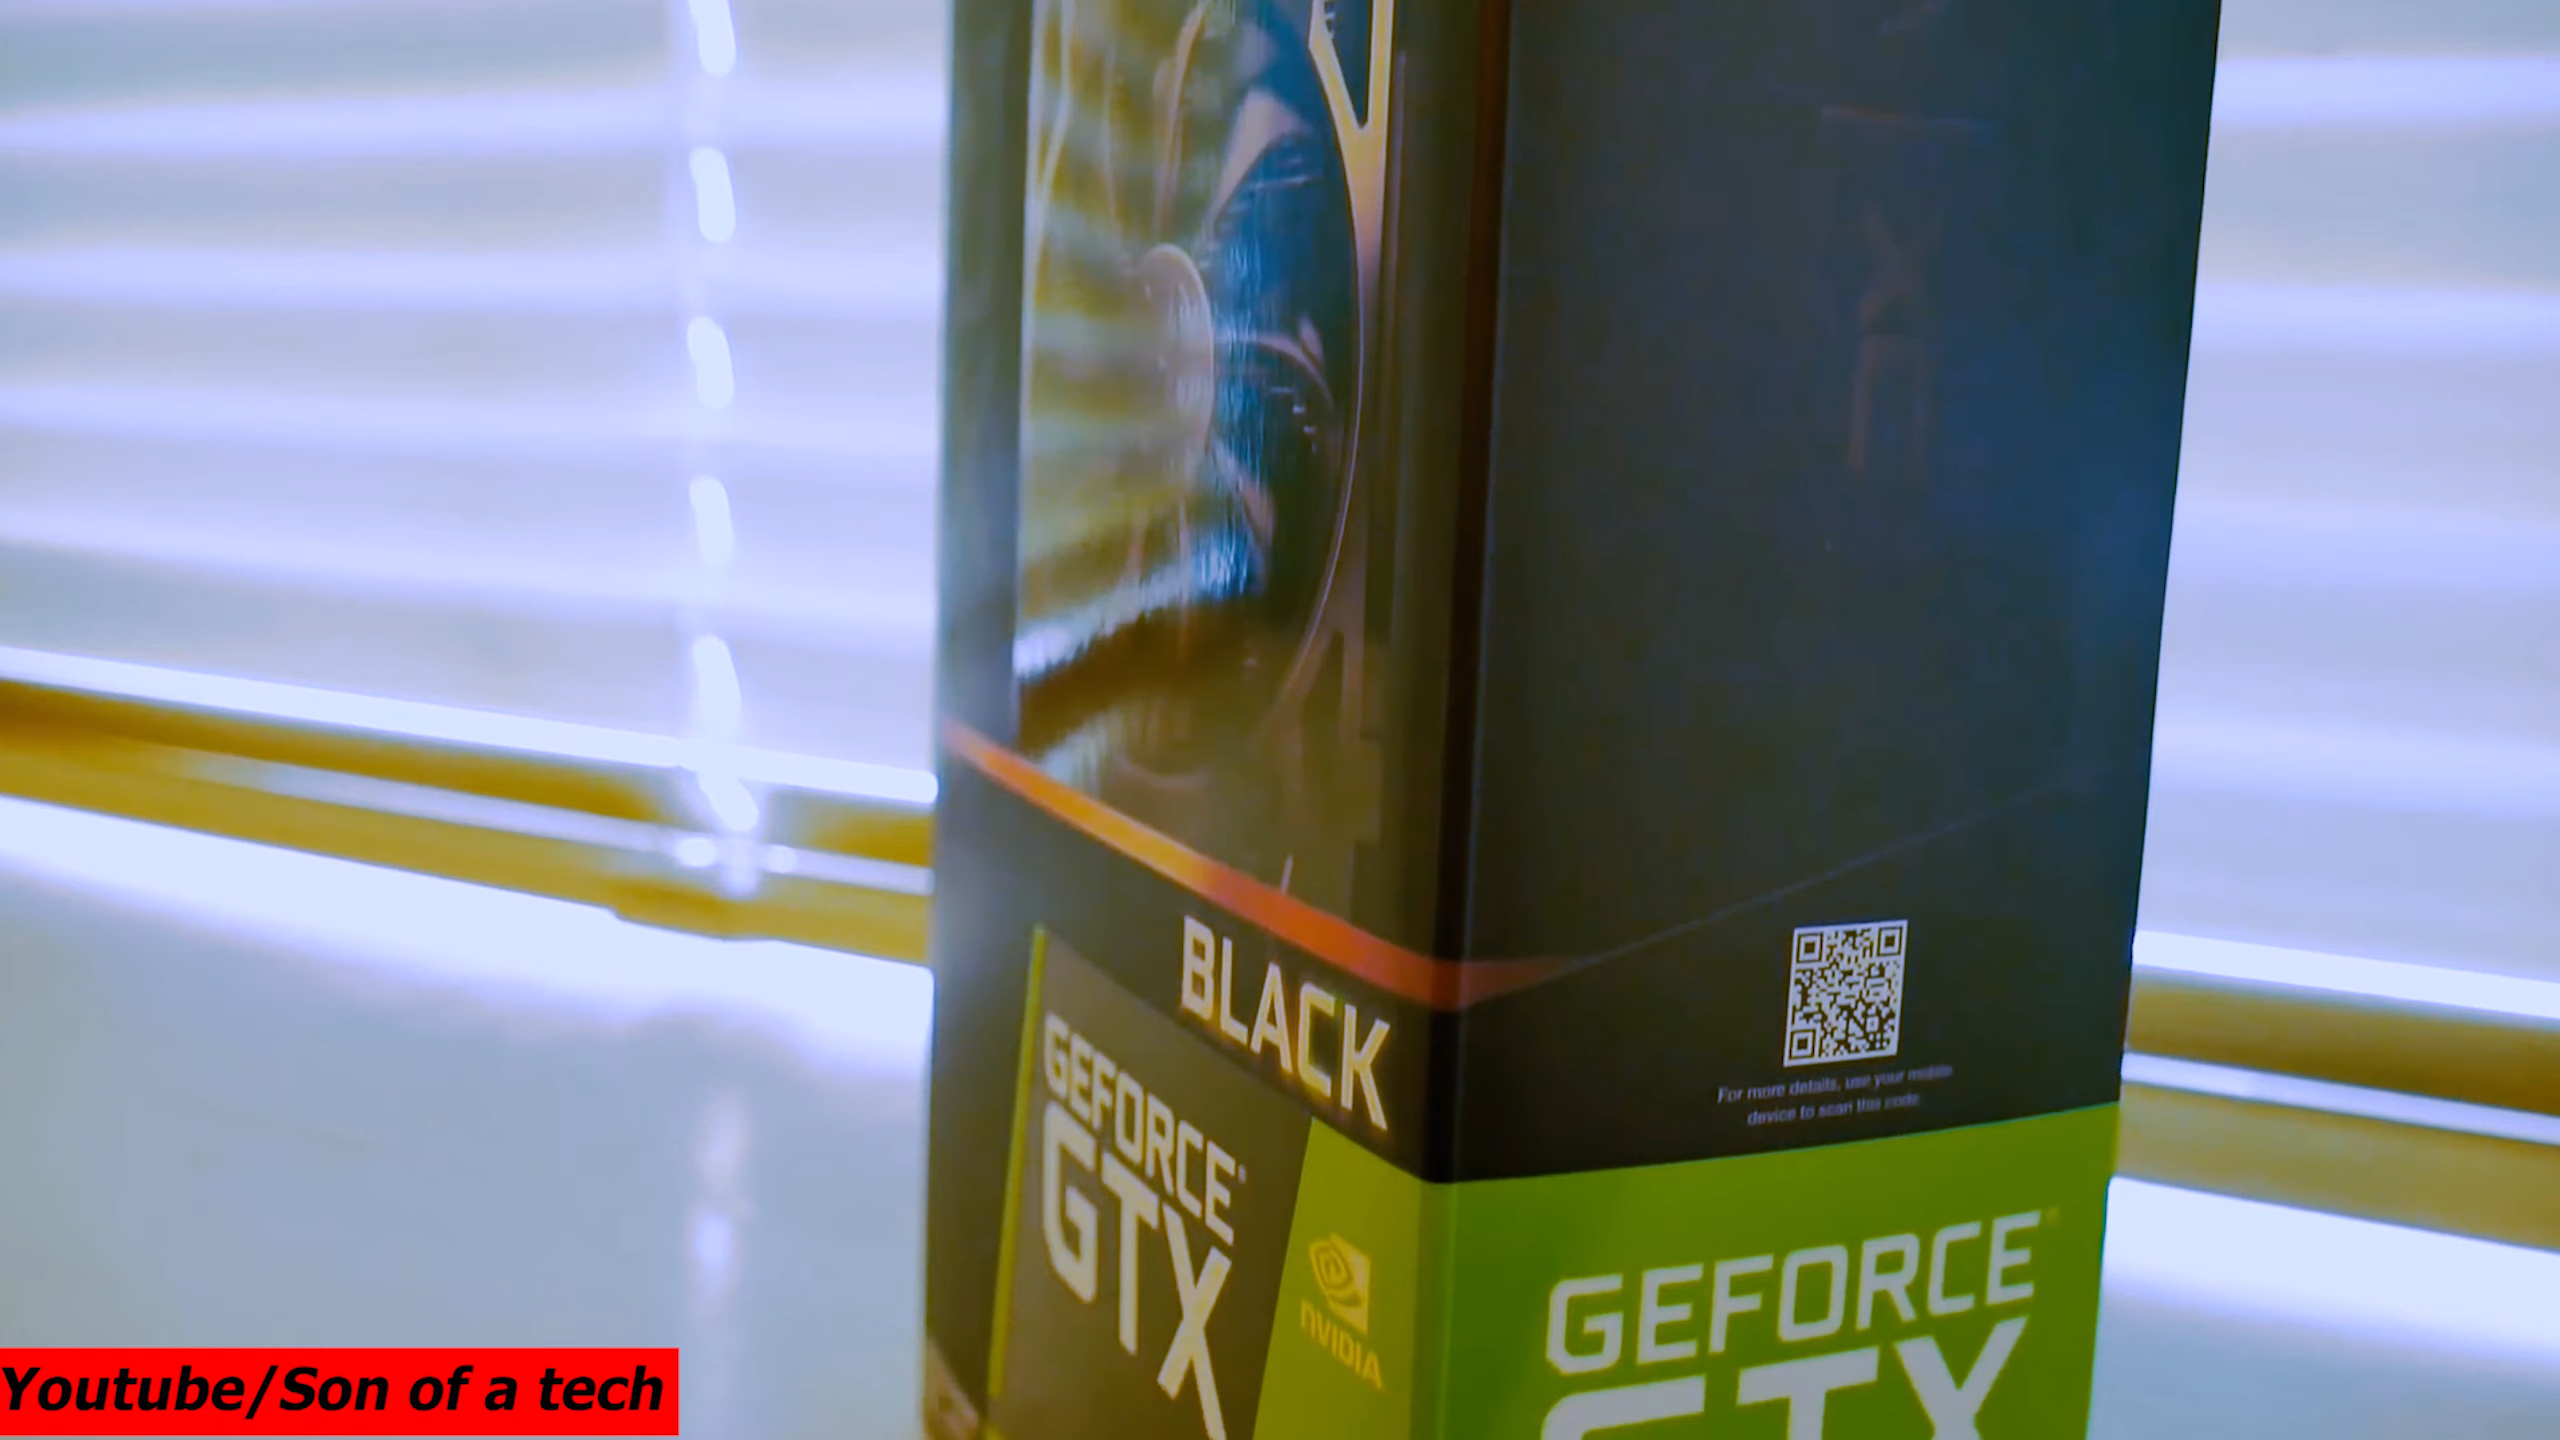 BLACK
GEFORCE
GTX
NVIDIA
For more details, use your mobile
device to scan this code.
GEFORCE
GTX
Youtube/Son of a tech